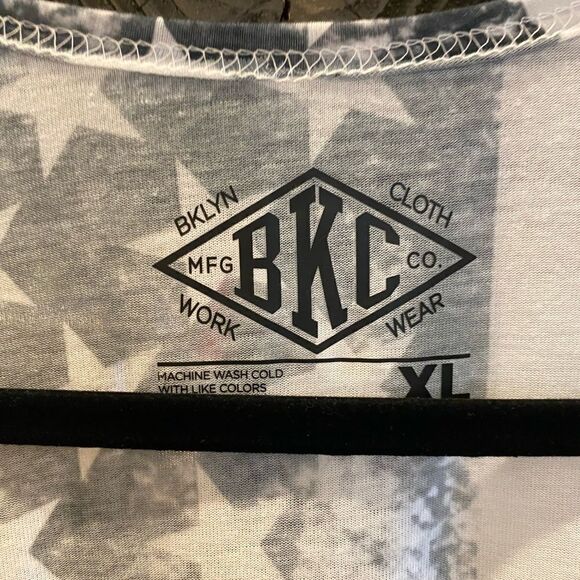 BKLYN CLOTH
MFG BKC CO.
WORK WEAR
MACHINE WASH COLD
WITH LIKE COLORS
XL